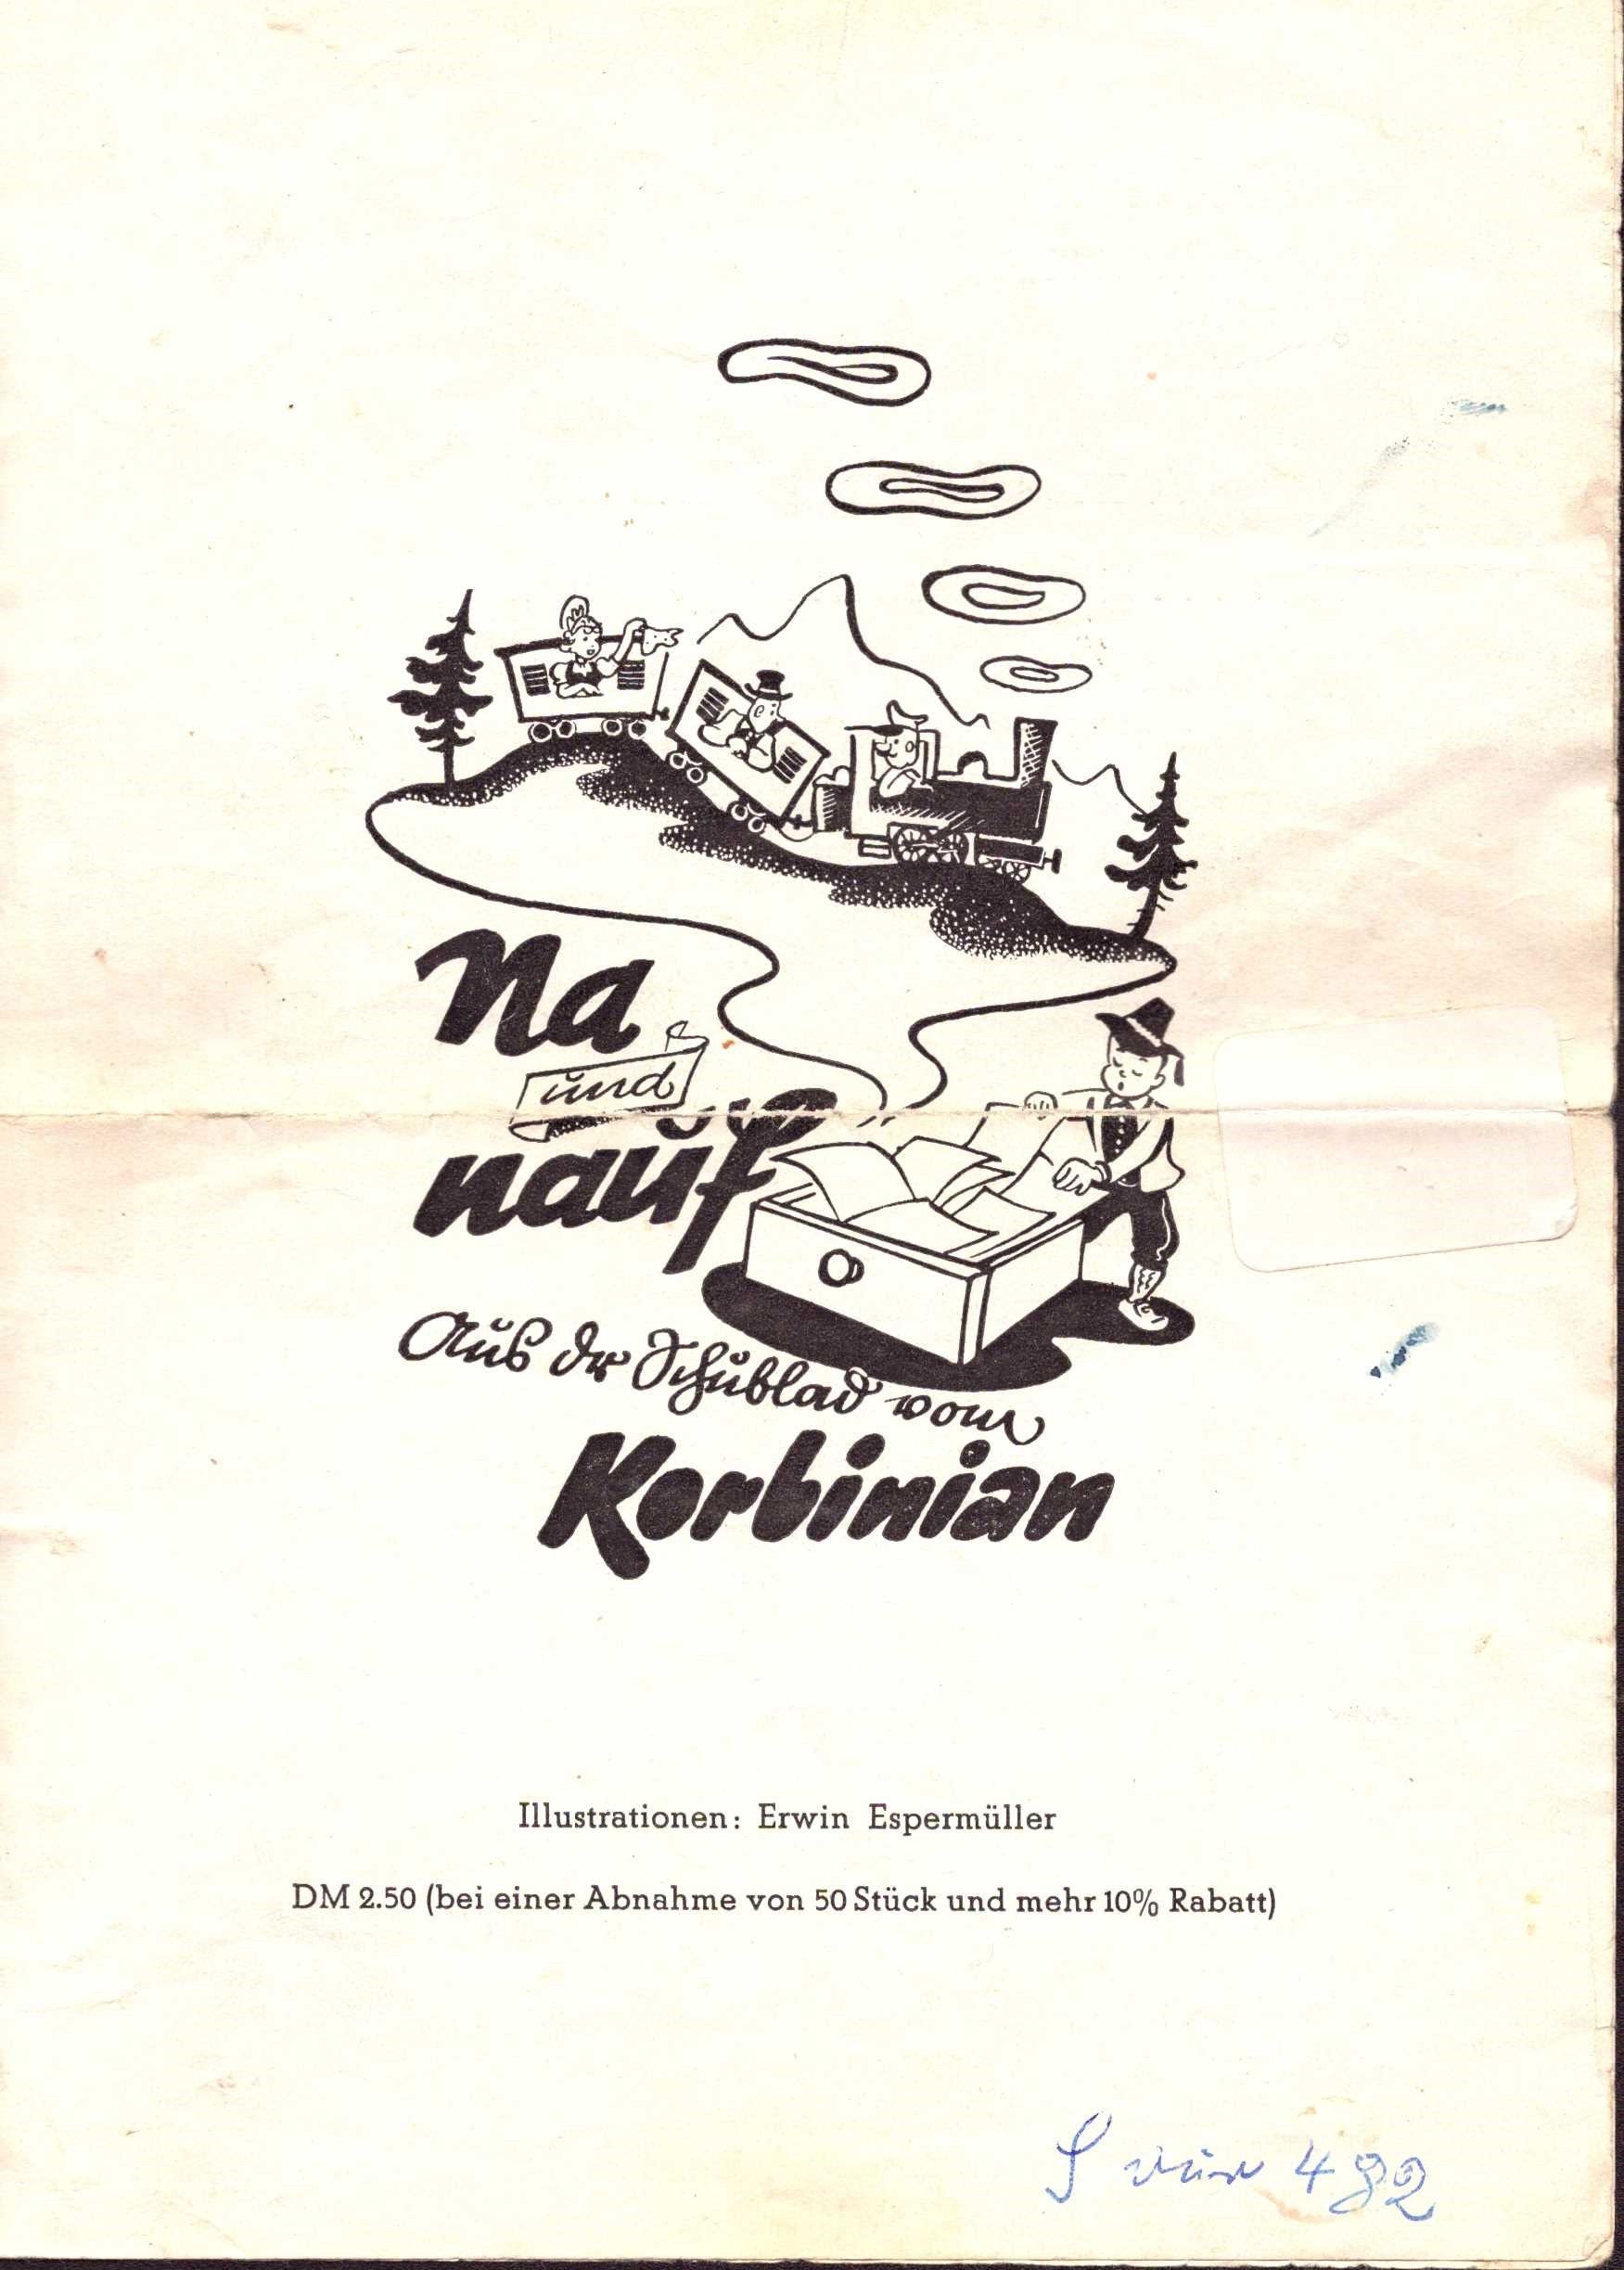 Na
und
nauf
Aus dr Schublad vom
Korbinian
Illustrationen: Erwin Espermüller
DM 2.50 (bei einer Abnahme von 50 Stück und mehr 10% Rabatt)
482